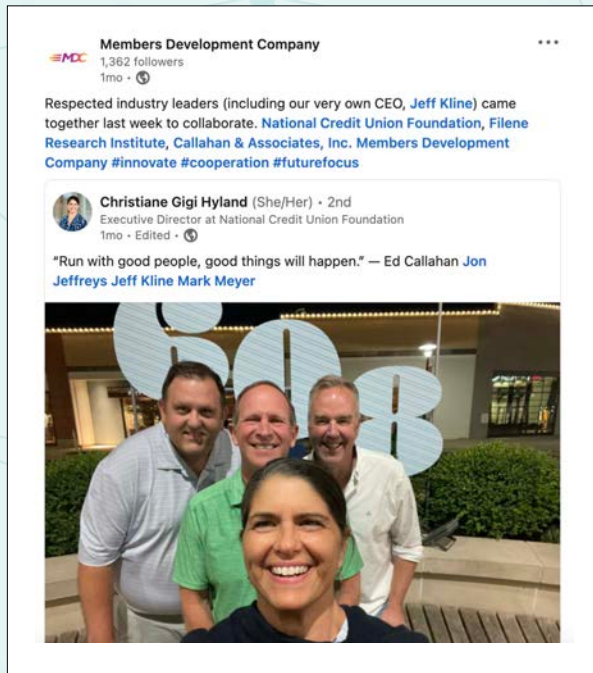 MDC
Members Development Company
1,362 followers
1mo •
Respected industry leaders (including our very own CEO, Jeff Kline) came
together last week to collaborate. National Credit Union Foundation, Filene
Research Institute, Callahan & Associates, Inc. Members Development
Company #innovate #cooperation #futurefocus
Christiane Gigi Hyland (She/Her) • 2nd
Executive Director at National Credit Union Foundation
1mo • Edited •
“Run with good people, good things will happen.” — Ed Callahan Jon
Jeffreys Jeff Kline Mark Meyer
608